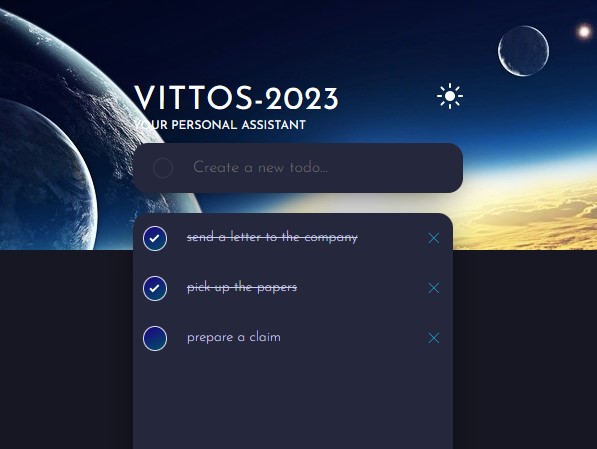 VITTOS-2023
YOUR PERSONAL ASSISTANT
Create a new todo...
send a letter to the company
pick up the papers
prepare a claim